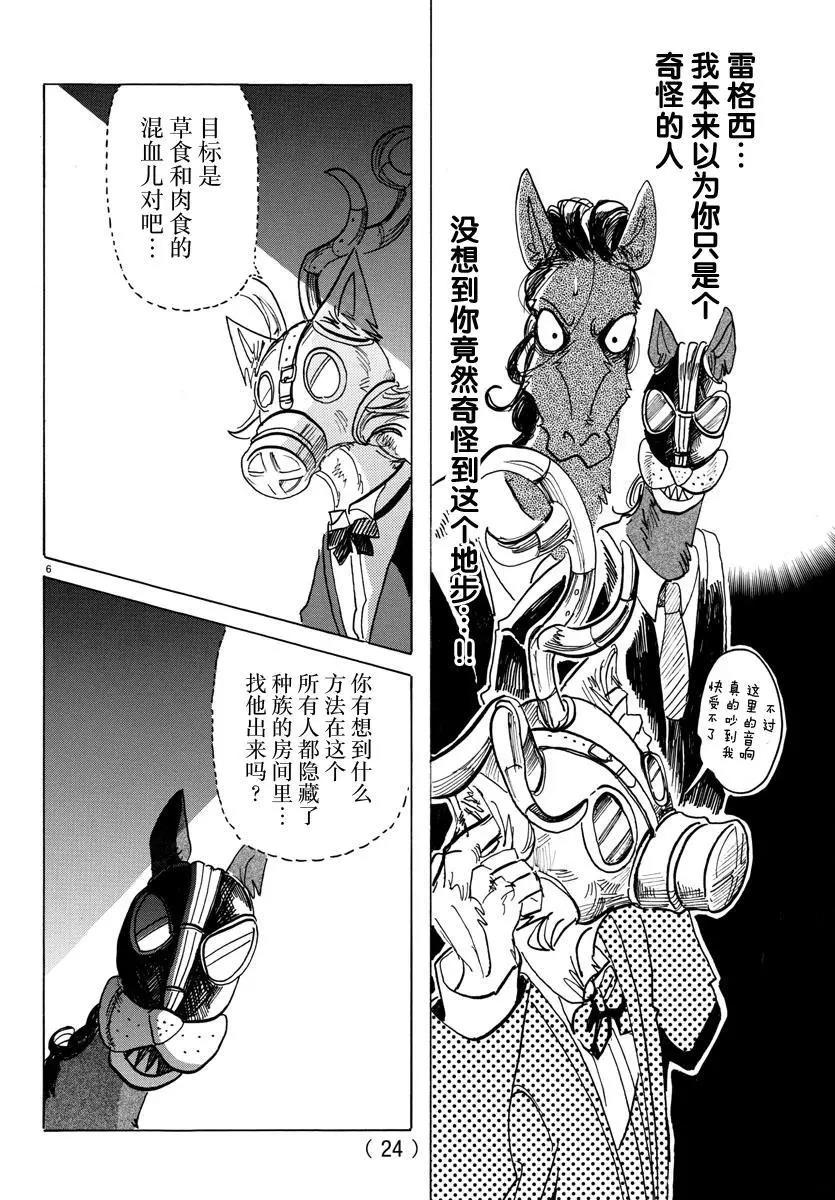 雷格西…
我本来以为你只是个
奇怪的人
没想到你竟然奇怪到这个地步…!!
不过
这里的音响
真的吵到我
快受不了
目标是
草食和肉食的
混血儿对吧…
你有想到什么
方法在这个
所有人都隐藏了
种族的房间里…
找他出来吗?
6
(24)